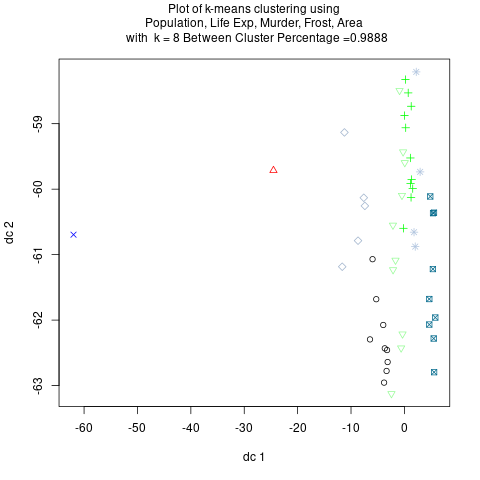 Plot of k-means clustering using
Population, Life Exp, Murder, Frost, Area
with  k = 8 Between Cluster Percentage =0.9888
-59
-60
-61
-62
-63
dc 2
-60
-50
-40
-30
-20
-10
0
dc 1